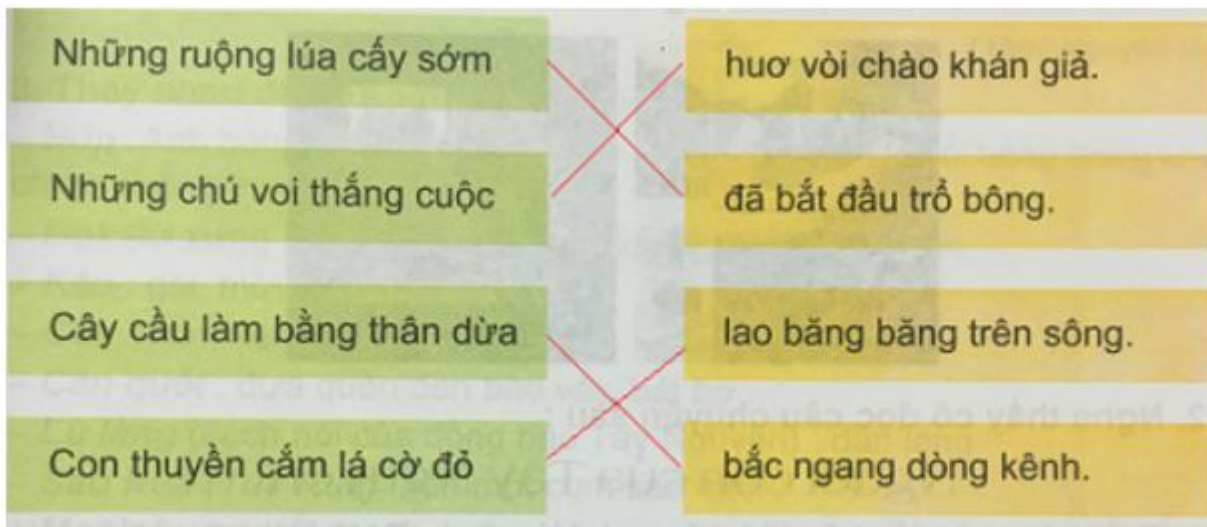 Những ruộng lúa cấy sớm
huơ vòi chào khán giả.
Những chú voi thắng cuộc
đã bắt đầu trổ bông.
Cây cầu làm bằng thân dừa
lao băng băng trên sông.
Con thuyền cắm lá cờ đỏ
bắc ngang dòng kênh.